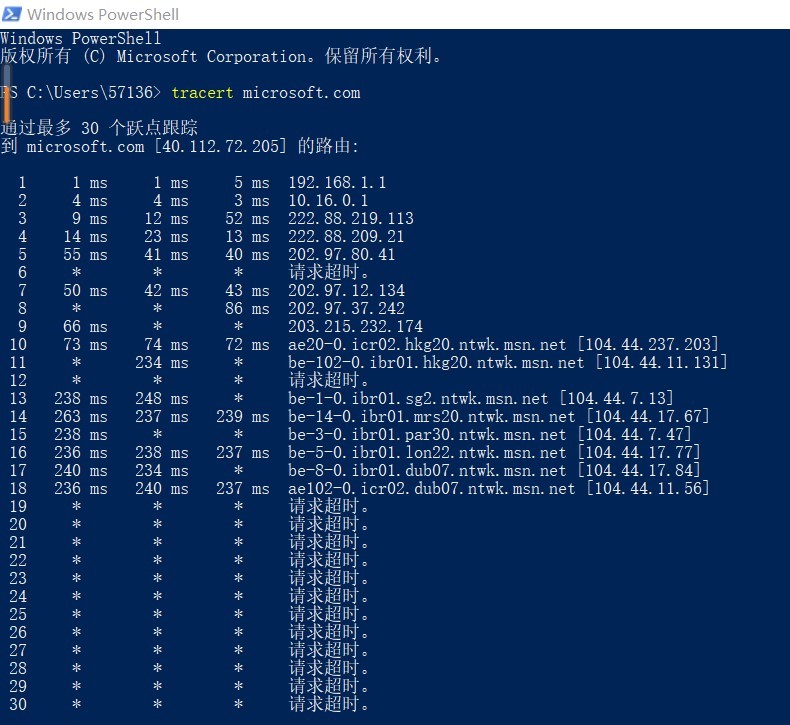 Windows PowerShell
Windows PowerShell
版权所有 (C) Microsoft Corporation。保留所有权利。
PS C:\Users\57136> tracert microsoft.com
通过最多 30 个跃点跟踪
到 microsoft.com [40.112.72.205] 的路由:
1 1 ms 1 ms 5 ms 192.168.1.1
2 4 ms 4 ms 3 ms 10.16.0.1
3 9 ms 12 ms 52 ms 222.88.219.113
4 14 ms 23 ms 13 ms 222.88.209.21
5 55 ms 41 ms 40 ms 202.97.80.41
6 * * * 请求超时。
7 50 ms 42 ms 43 ms 202.97.12.134
8 * * 86 ms 202.97.37.242
9 66 ms * * 203.215.232.174
10 73 ms 74 ms 72 ms ae20-0.icr02.hkg20.ntwk.msn.net [104.44.237.203]
11 * 234 ms * be-102-0.ibr01.hkg20.ntwk.msn.net [104.44.11.131]
12 * * * 请求超时。
13 238 ms 248 ms * be-1-0.ibr01.sg2.ntwk.msn.net [104.44.7.13]
14 263 ms 237 ms 239 ms be-14-0.ibr01.mrs20.ntwk.msn.net [104.44.17.67]
15 238 ms * * be-3-0.ibr01.par30.ntwk.msn.net [104.44.7.47]
16 236 ms 238 ms 237 ms be-5-0.ibr01.lon22.ntwk.msn.net [104.44.17.77]
17 240 ms 234 ms * be-8-0.ibr01.dub07.ntwk.msn.net [104.44.17.84]
18 236 ms 240 ms 237 ms ae102-0.icr02.dub07.ntwk.msn.net [104.44.11.56]
19 * * * 请求超时。
20 * * * 请求超时。
21 * * * 请求超时。
22 * * * 请求超时。
23 * * * 请求超时。
24 * * * 请求超时。
25 * * * 请求超时。
26 * * * 请求超时。
27 * * * 请求超时。
28 * * * 请求超时。
29 * * * 请求超时。
30 * * * 请求超时。